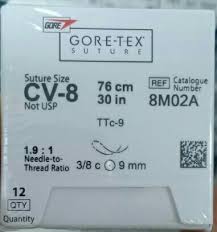 GORE
GORE-TEX®
SUTURE
Suture Size
CV-8
Not USP
76 cm
30 in
REF Catalogue Number
8M02A
TTc-9
1.9 : 1
Needle-to-
Thread Ratio
3/8 c 9 mm
12
QTY
Quantity